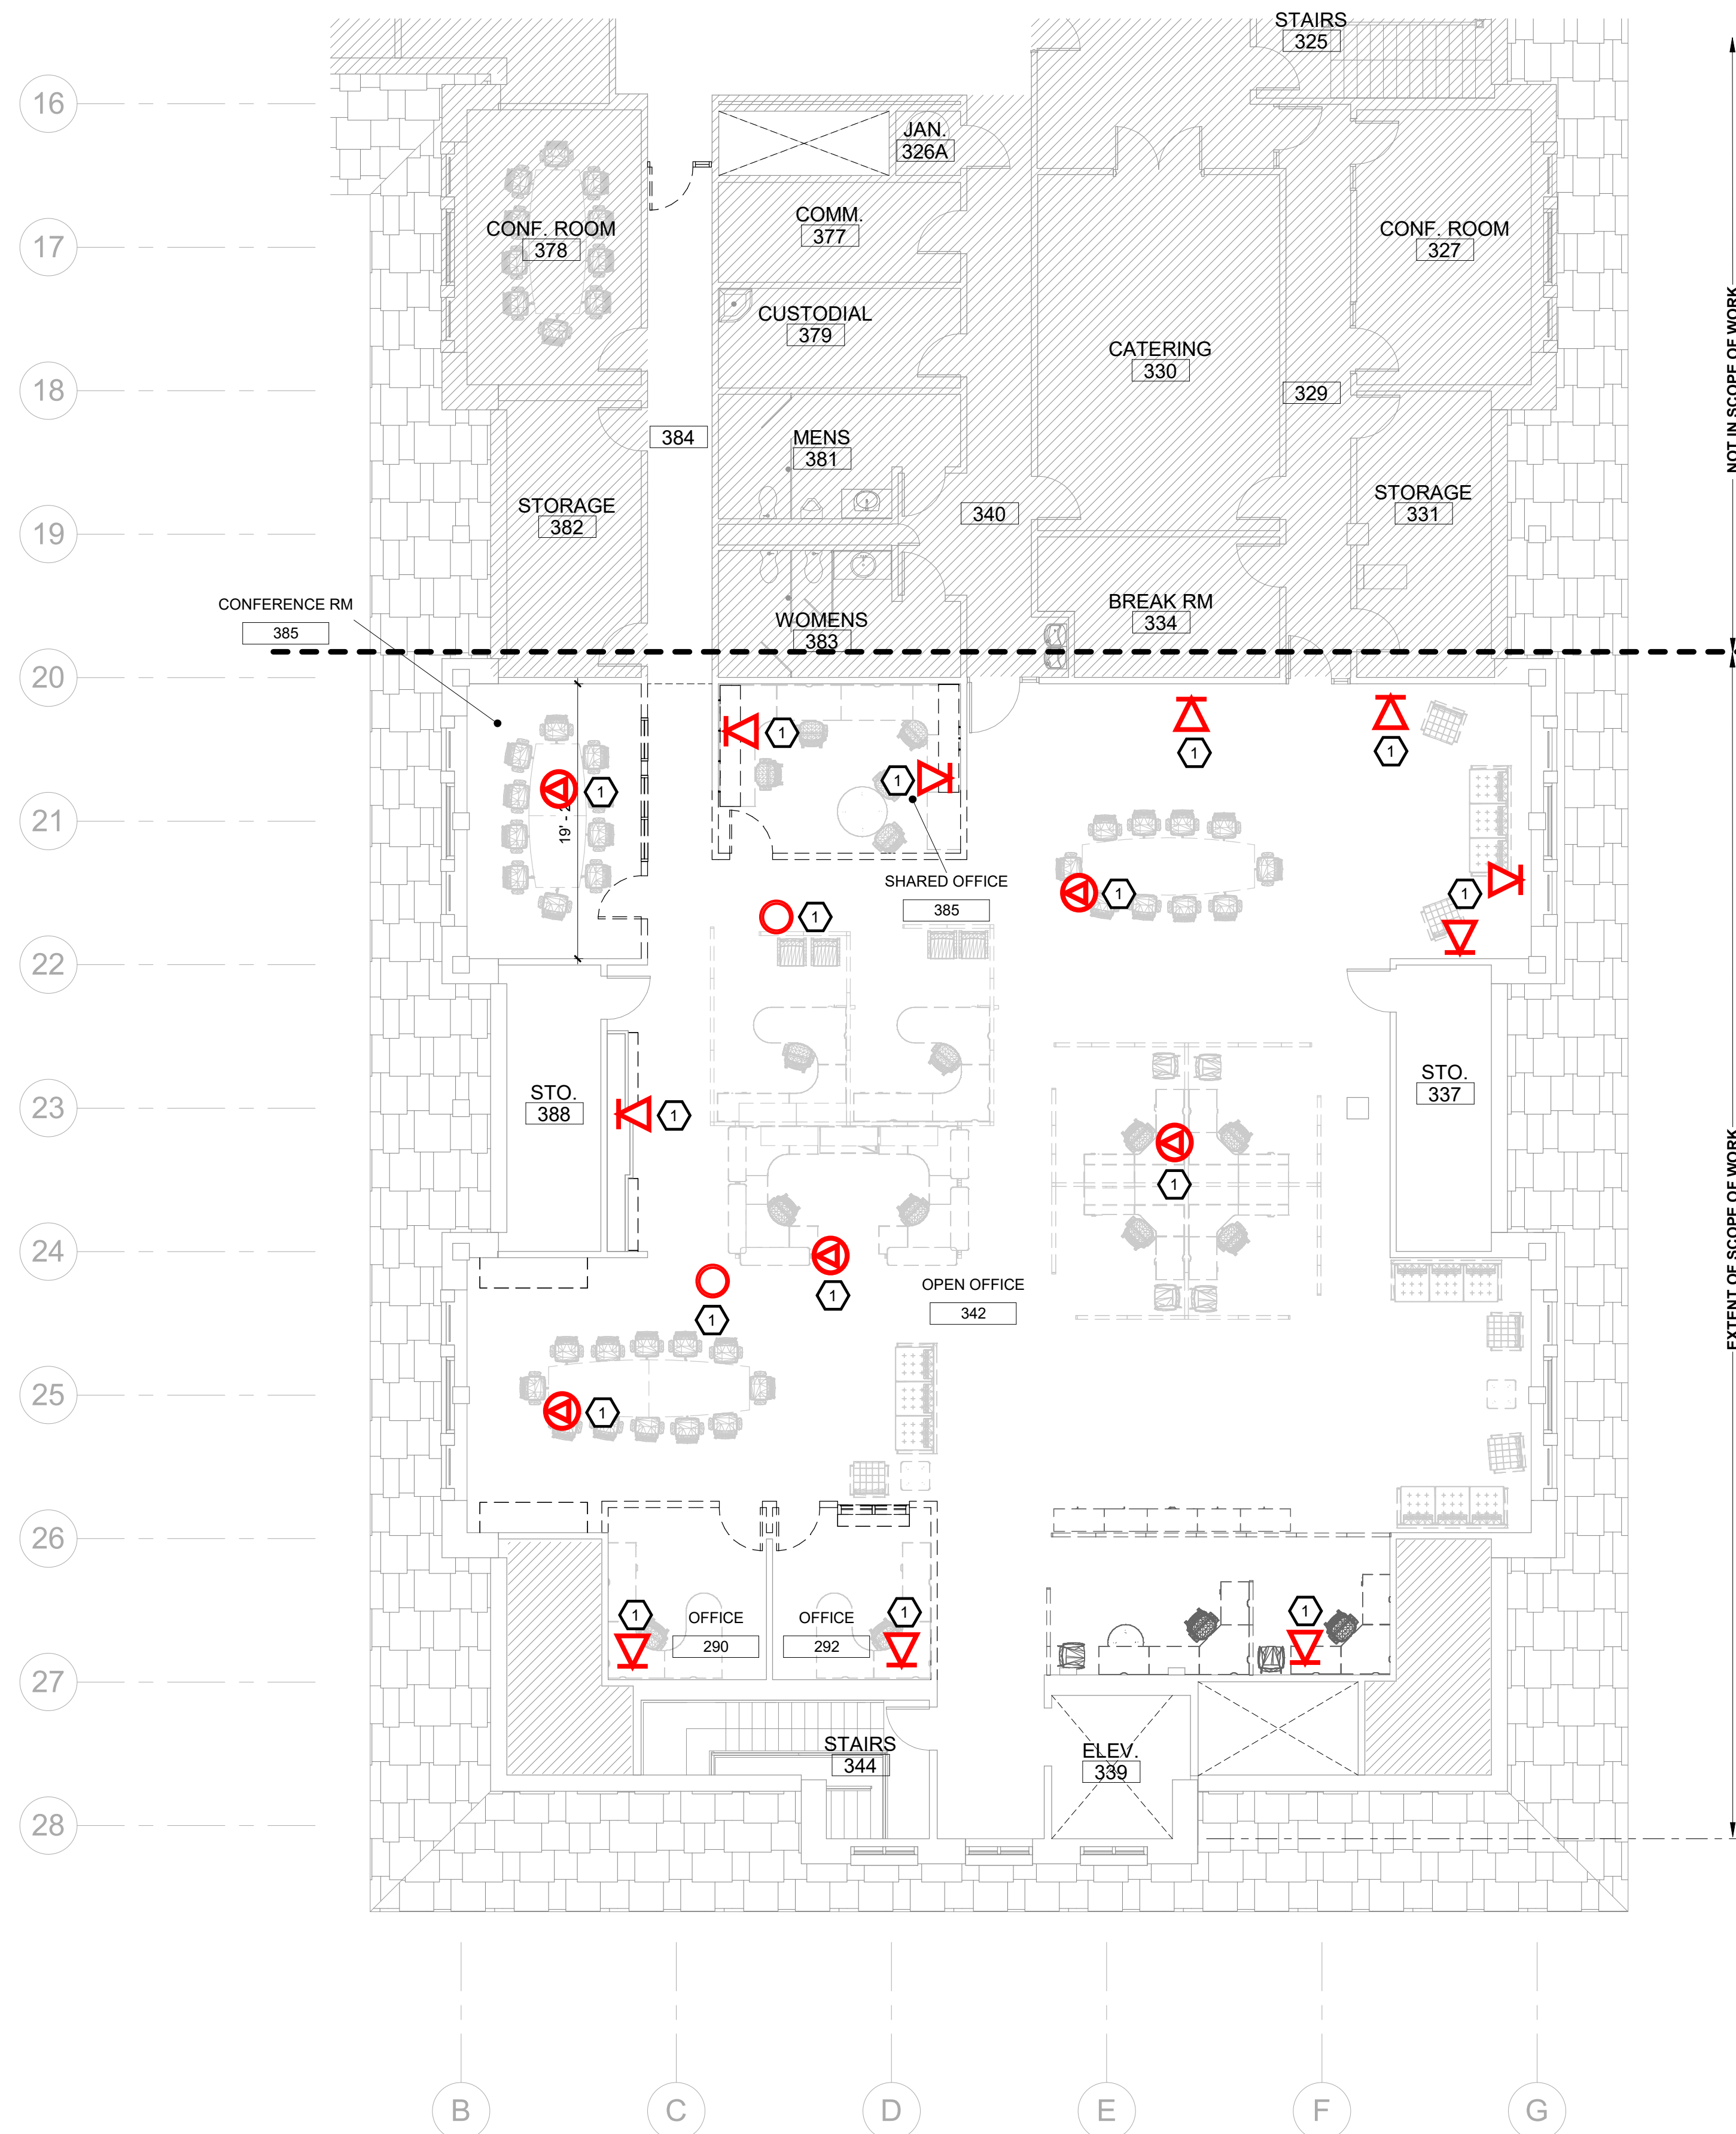 STAIRS
325
16
JAN.
326A
COMM.
377
17
CONF. ROOM
378
CONF. ROOM
327
CUSTODIAL
379
CATERING
330
18
329
NOT IN SCOPE OF WORK
384
MENS
381
STORAGE
382
STORAGE
331
340
19
CONFERENCE RM
385
BREAK RM
334
WOMENS
383
20
1
1
1
1
1
21
19' - 2
SHARED OFFICE
385
1
1
1
22
STO.
388
1
STO.
337
23
1
EXTENT OF SCOPE OF WORK
24
OPEN OFFICE
342
1
1
25
1
26
1
OFFICE
290
OFFICE
292
1
1
27
STAIRS
344
ELEV.
339
28
B
C
D
E
F
G